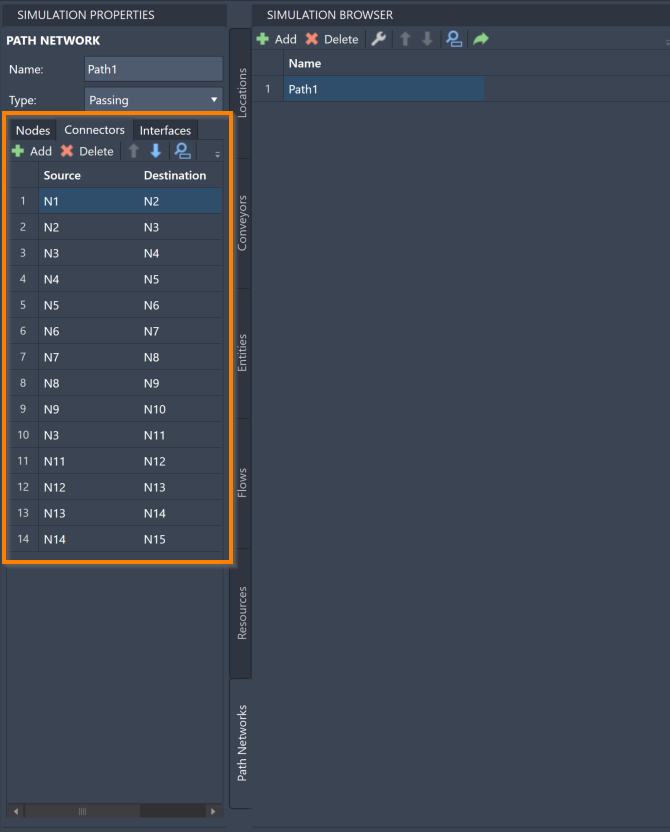 SIMULATION PROPERTIES
PATH NETWORK
Name: Path1
Type: Passing
Nodes Connectors Interfaces
Add Delete
Source Destination
1 N1 N2
2 N2 N3
3 N3 N4
4 N4 N5
5 N5 N6
6 N6 N7
7 N7 N8
8 N8 N9
9 N9 N10
10 N3 N11
11 N11 N12
12 N12 N13
13 N13 N14
14 N14 N15
Locations
Conveyors
Entities
Flows
Resources
Path Networks
SIMULATION BROWSER
Add Delete
Name
1 Path1